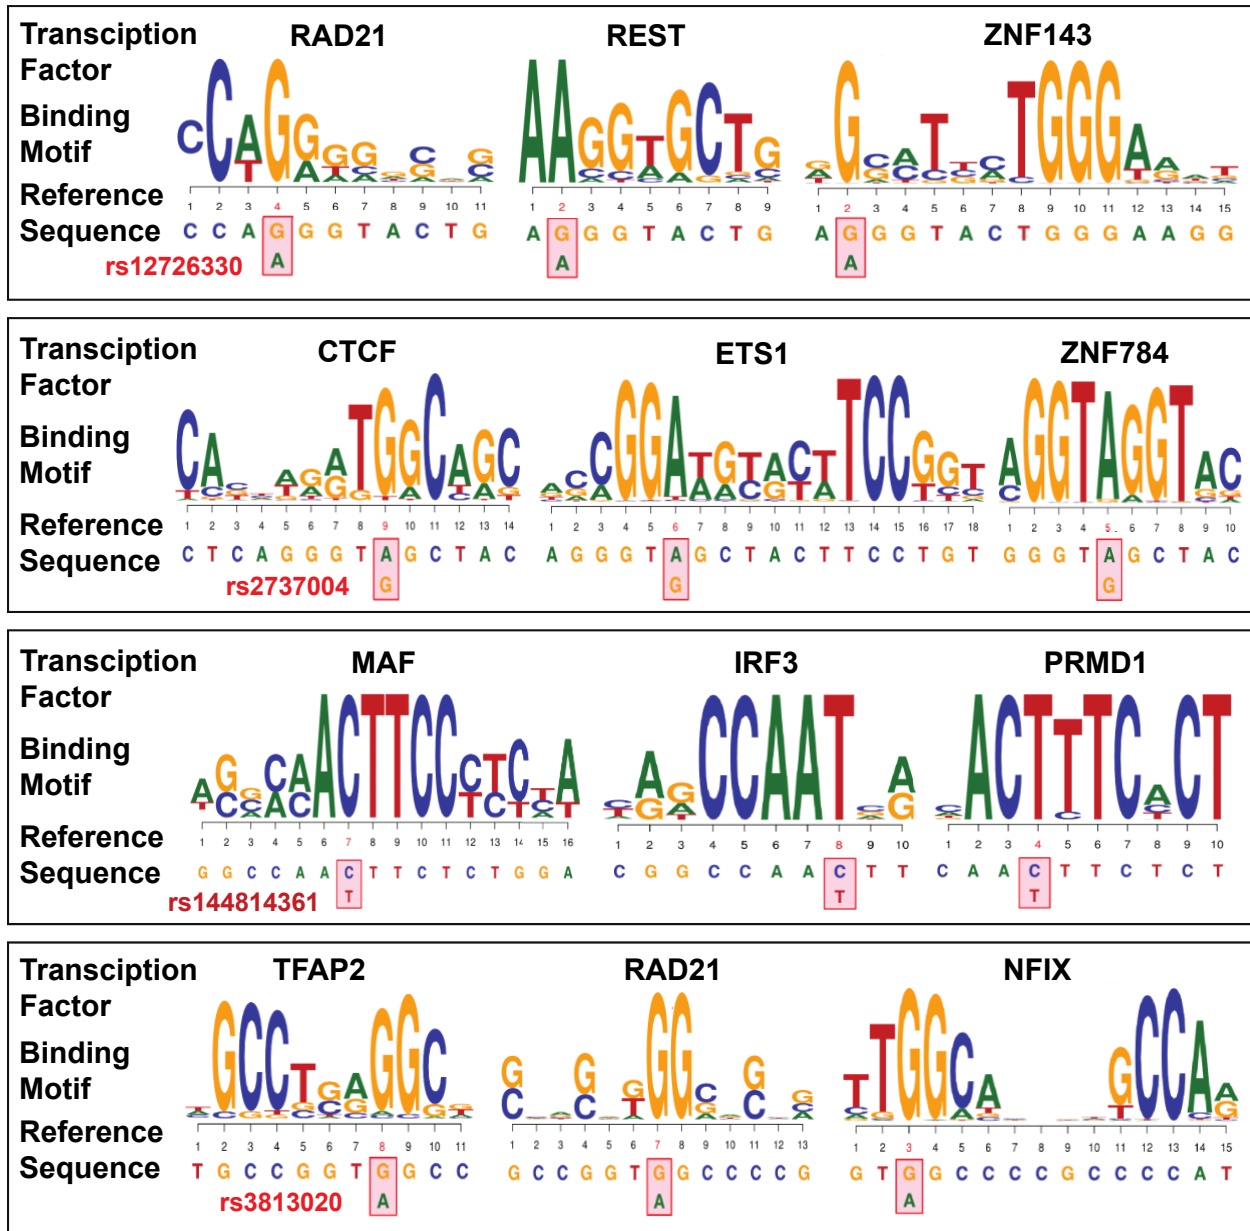 Transciption
Factor
RAD21 REST ZNF143
Binding
Motif
Reference
1 2 3 4 5 6 7 8 9 10 11 1 2 3 4 5 6 7 8 9 1 2 3 4 5 6 7 8 9 10 11 12 13 14 15
Sequence C C A G G G T A C T G A G G G T A C T G A G G G T A C T G G G A A G G
rs12726330 A A A
Transciption
Factor
CTCF ETS1 ZNF784
Binding
Motif
Reference
1 2 3 4 5 6 7 8 9 10 11 12 13 14 1 2 3 4 5 6 7 8 9 10 11 12 13 14 15 16 17 18 1 2 3 4 5 6 7 8 9 10
Sequence C T C A G G G T A G C T A C A G G G T A G C T A C T T C C T G T G G G T A G C T A C
rs2737004 G G G
Transciption
Factor
MAF IRF3 PRMD1
Binding
Motif
Reference
1 2 3 4 5 6 7 8 9 10 11 12 13 14 15 16 1 2 3 4 5 6 7 8 9 10 1 2 3 4 5 6 7 8 9 10
Sequence G G C C A A C T T C T C T G G A C G G C C A A C T T C A A C T T C T C T
rs144814361 T T T
Transciption
Factor
TFAP2 RAD21 NFIX
Binding
Motif
Reference
1 2 3 4 5 6 7 8 9 10 11 1 2 3 4 5 6 7 8 9 10 11 12 13 1 2 3 4 5 6 7 8 9 10 11 12 13 14 15
Sequence T G C C G G T G G C C G C C G G T G G C C C C G G T G G C C C C G C C C C A T
rs3813020 A A A